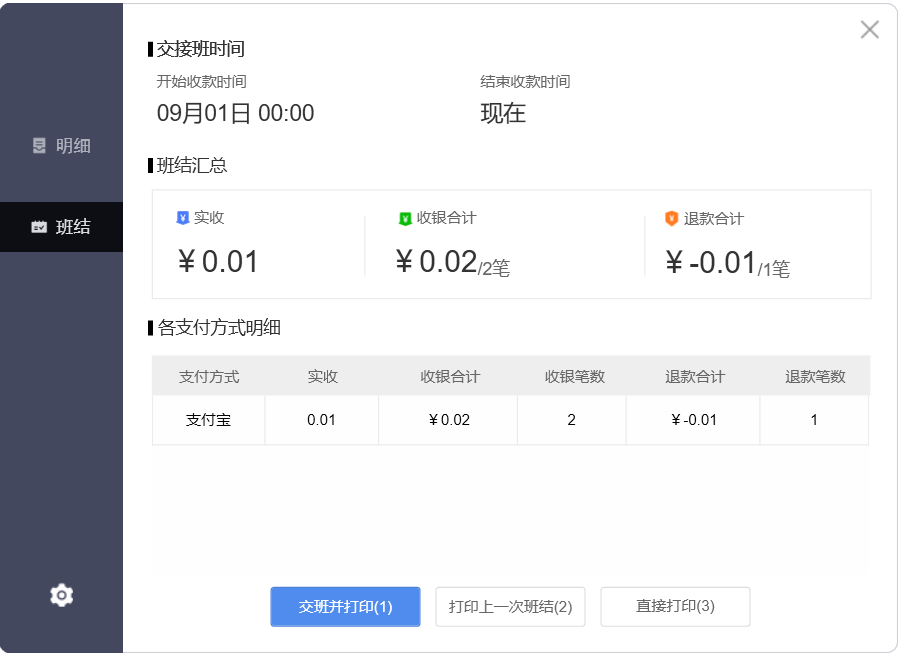 明细
班结
交接班时间
开始收款时间 结束收款时间
09月01日 00:00 现在
班结汇总
实收 收银合计 退款合计
¥ 0.01 ¥ 0.02/2笔 ¥ -0.01/1笔
各支付方式明细
支付方式 实收 收银合计 收银笔数 退款合计 退款笔数
支付宝 0.01 ¥ 0.02 2 ¥ -0.01 1
交班并打印(1) 打印上一次班结(2) 直接打印(3)